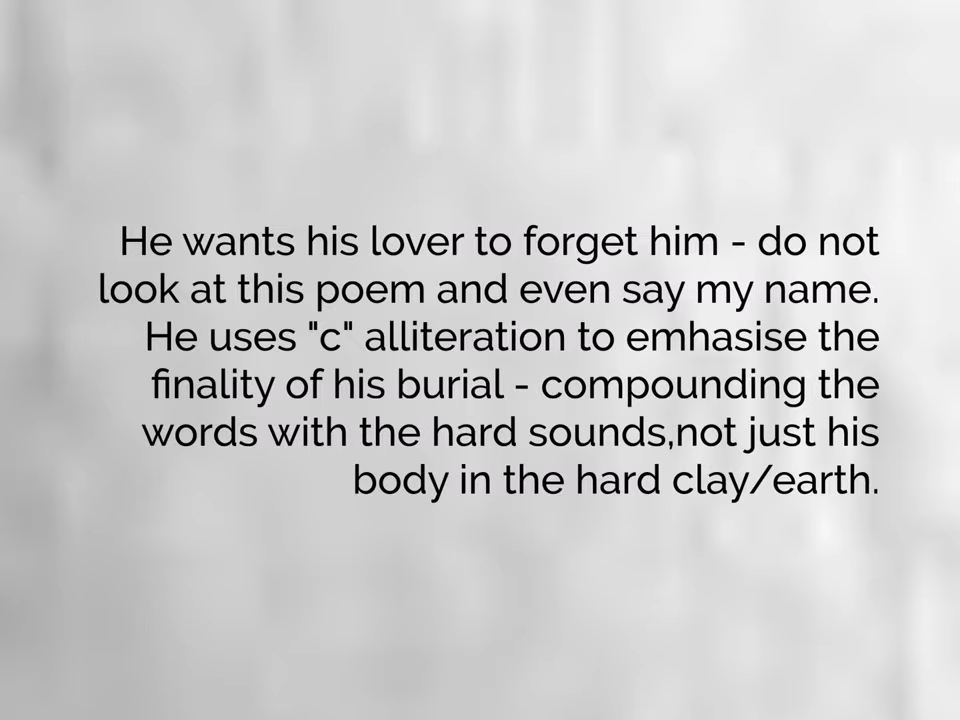 He wants his lover to forget him - do not
look at this poem and even say my name.
He uses "c" alliteration to emhasise the
finality of his burial - compounding the
words with the hard sounds,not just his
body in the hard clay/earth.